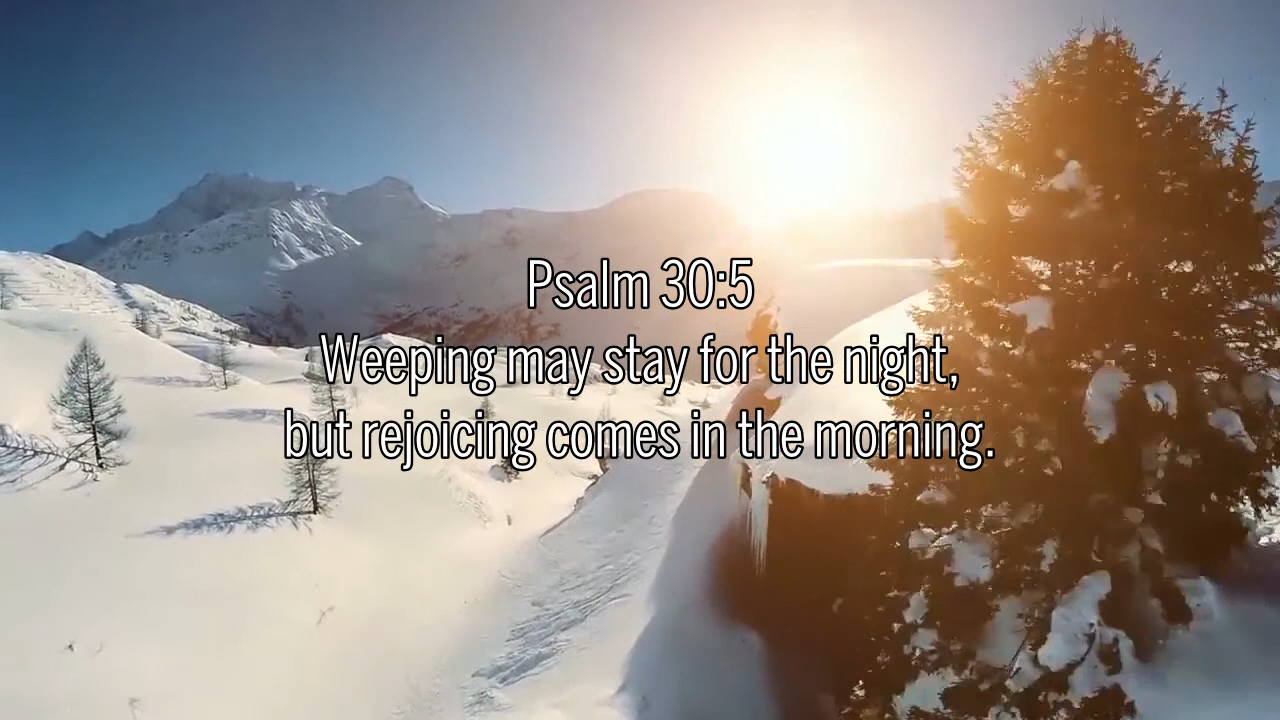 Psalm 30:5
Weeping may stay for the night,
but rejoicing comes in the morning.